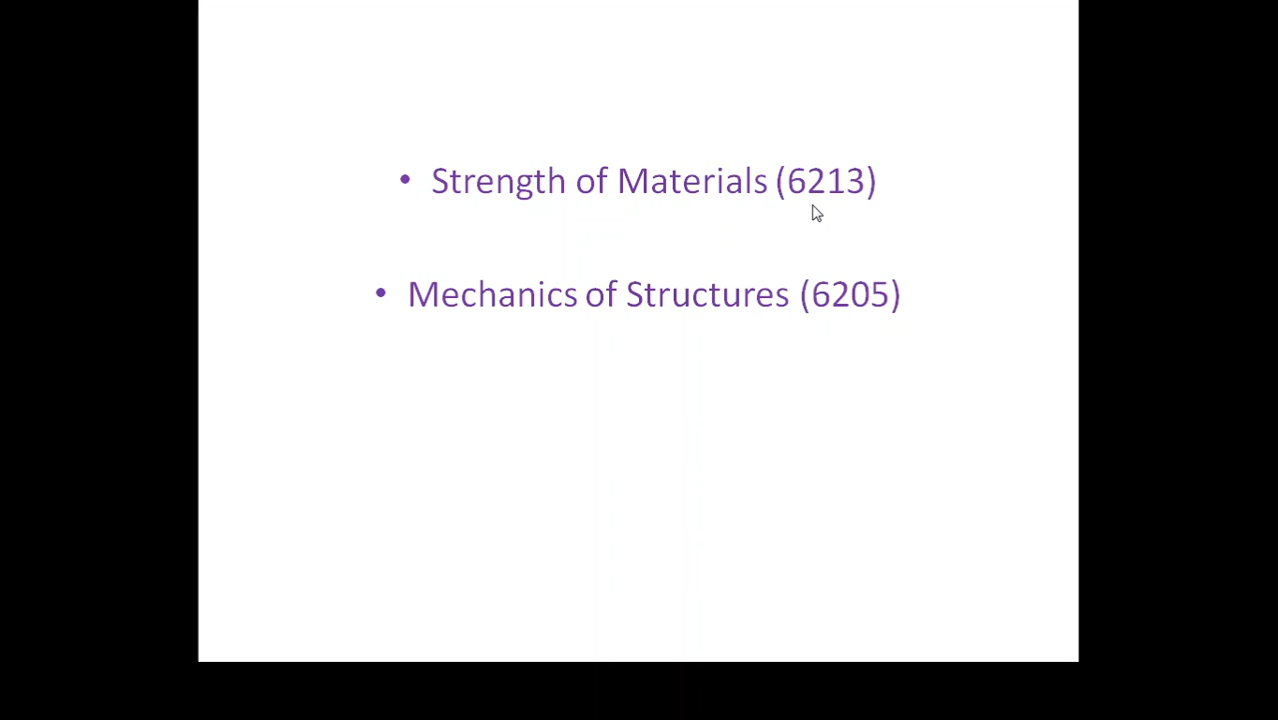 • Strength of Materials (6213)
• Mechanics of Structures (6205)